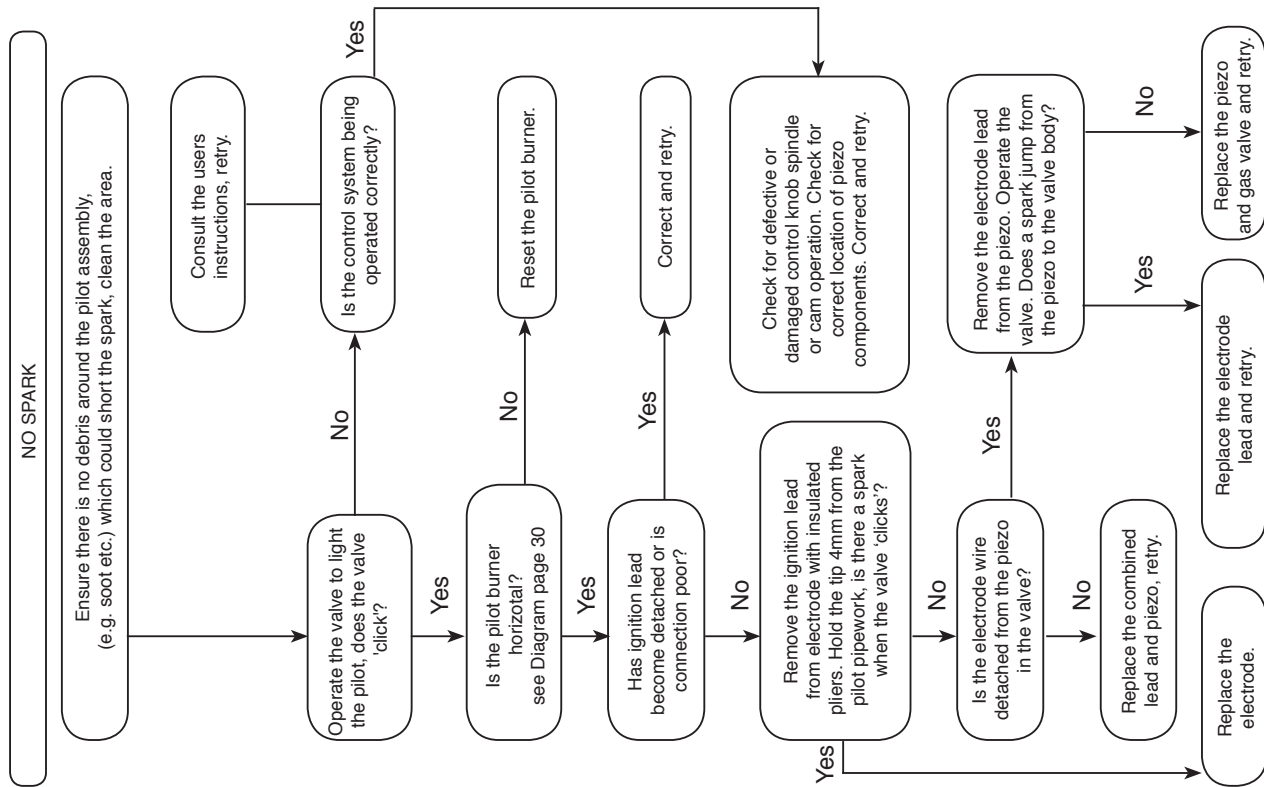 NO SPARK
Ensure there is no debris around the pilot assembly,
(e.g. soot etc.) which could short the spark, clean the area.
Consult the users
instructions, retry.
Operate the valve to light
the pilot, does the valve
‘click’?
No
Is the control system being
operated correctly?
Yes
Yes
Is the pilot burner
horizotal?
see Diagram page 30
No
Reset the pilot burner.
Yes
Has ignition lead
become detached or is
connection poor?
Yes
Correct and retry.
No
Remove the ignition lead
from electrode with insulated
pliers. Hold the tip 4mm from the
pilot pipework, is there a spark
when the valve ‘clicks’?
Check for defective or
damaged control knob spindle
or cam operation. Check for
correct location of piezo
components. Correct and retry.
Yes
No
Is the electrode wire
detached from the piezo
in the valve?
Yes
Remove the electrode lead
from the piezo. Operate the
valve. Does a spark jump from
the piezo to the valve body?
No
Yes
No
Replace the combined
lead and piezo, retry.
Replace the
electrode.
Replace the electrode
lead and retry.
Replace the piezo
and gas valve and retry.